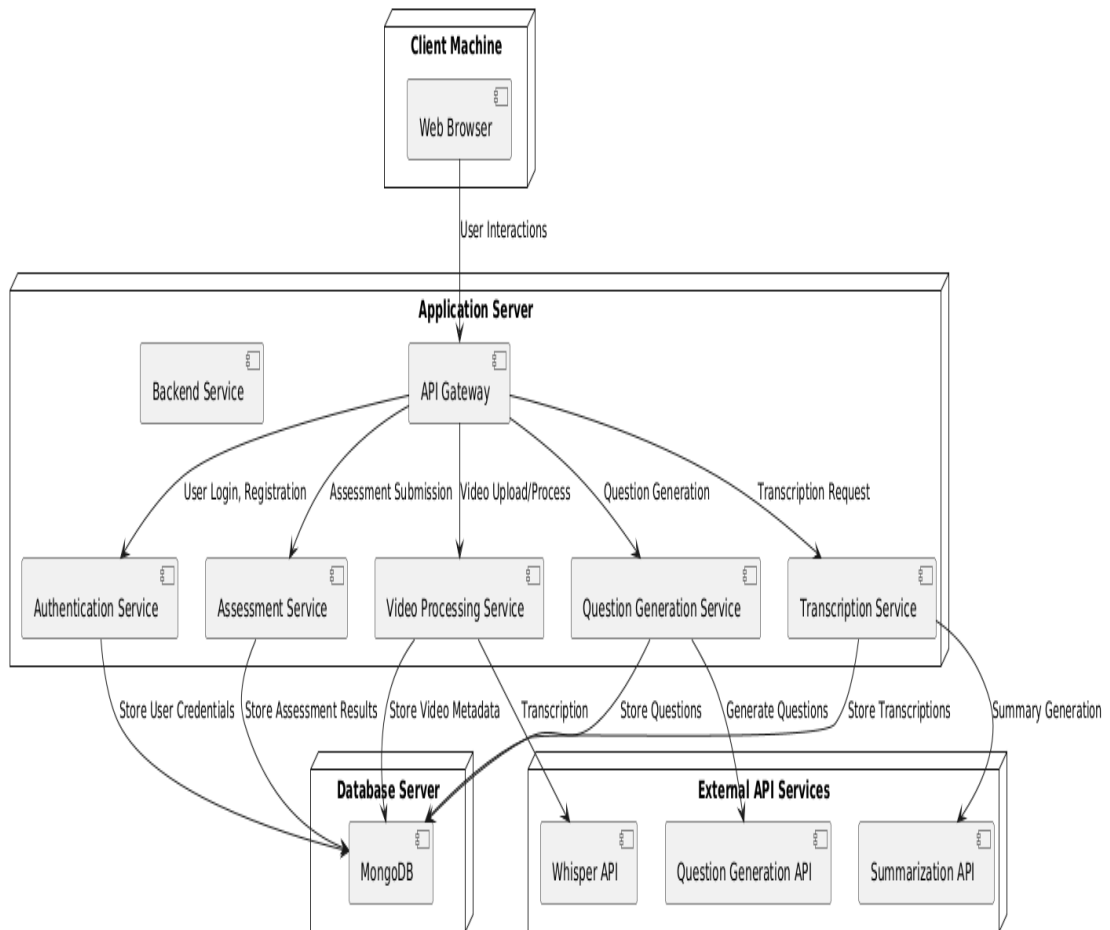 Client Machine
Web Browser
User Interactions
Application Server
Backend Service
API Gateway
User Login, Registration
Assessment Submission
Video Upload/Process
Question Generation
Transcription Request
Authentication Service
Assessment Service
Video Processing Service
Question Generation Service
Transcription Service
Store User Credentials
Store Assessment Results
Store Video Metadata
Transcription
Store Questions
Generate Questions
Store Transcriptions
Summary Generation
Database Server
External API Services
MongoDB
Whisper API
Question Generation API
Summarization API